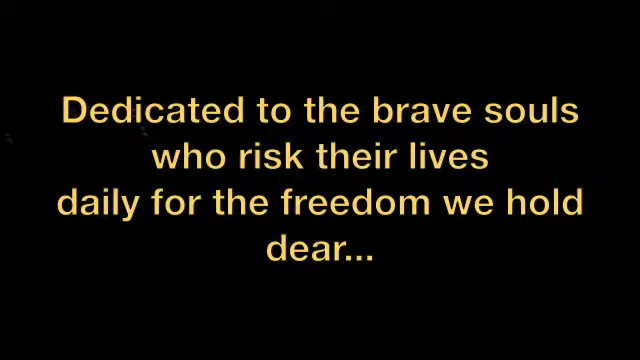 Dedicated to the brave souls
who risk their lives
daily for the freedom we hold
dear...